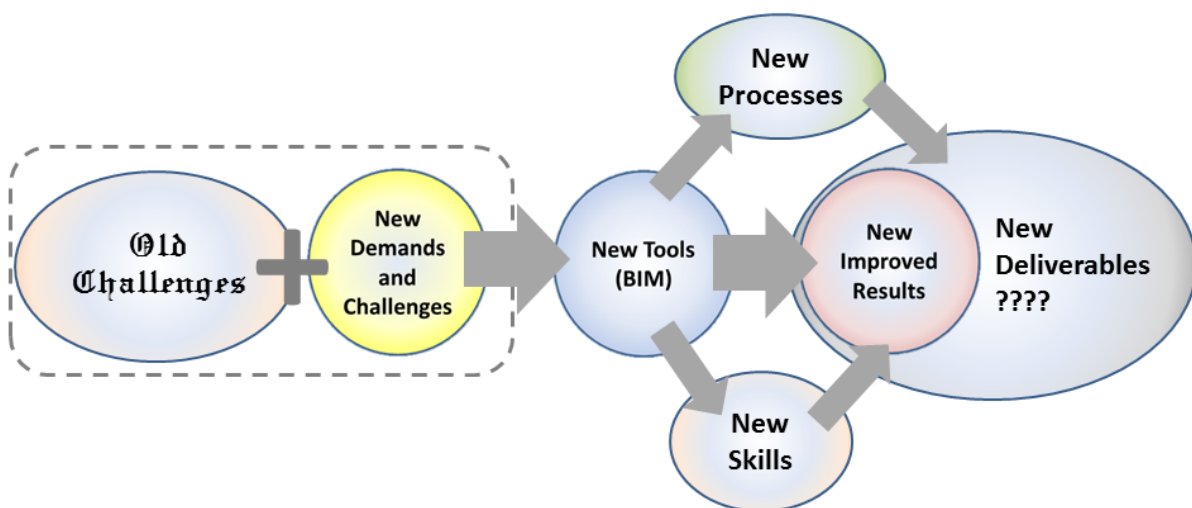 Old
Challenges
New
Demands
and
Challenges
New Tools
(BIM)
New
Processes
New
Skills
New
Improved
Results
New
Deliverables
????